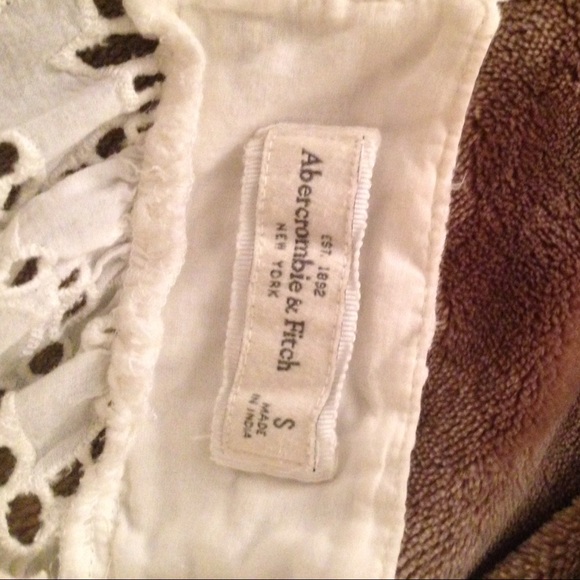 EST. 1892
Abercrombie & Fitch
NEW YORK
S
MADE
IN INDIA